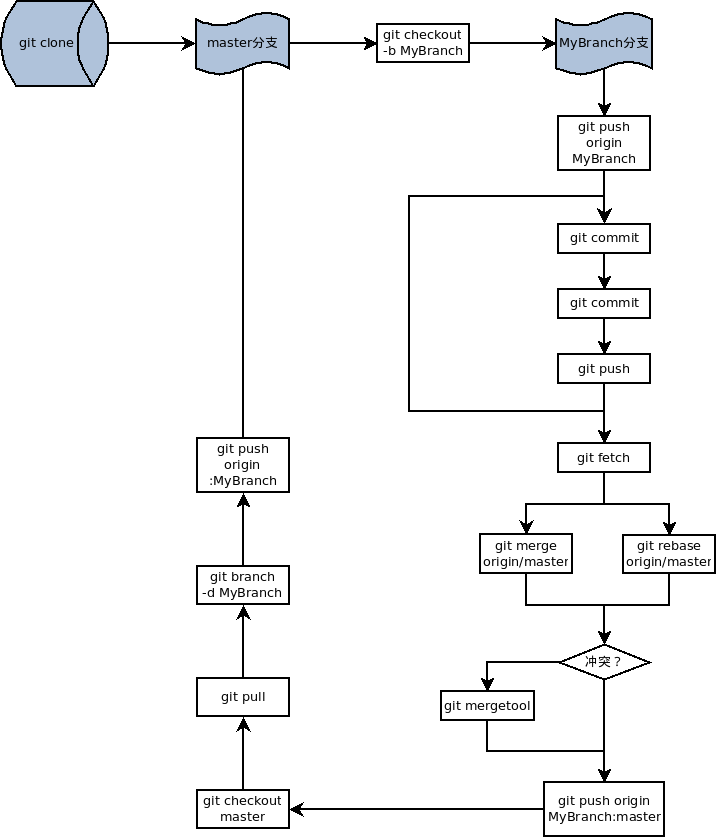 git clone
master分支
git checkout
-b MyBranch
MyBranch分支
git push
origin
MyBranch
git commit
git commit
git push
git fetch
git merge
origin/master
git rebase
origin/master
冲突？
git mergetool
git push origin
MyBranch:master
git checkout
master
git pull
git branch
-d MyBranch
git push
origin
:MyBranch